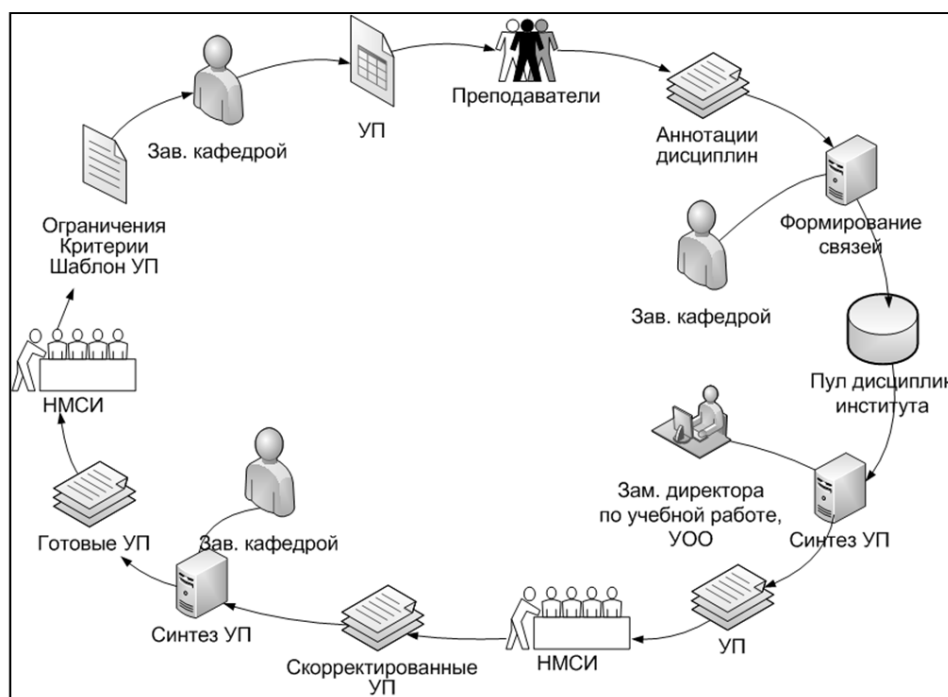 Зав. кафедрой
УП
Преподаватели
Аннотации
дисциплин
Формирование
связей
Зав. кафедрой
Пул дисциплин
института
Зам. директора
по учебной работе,
УОО
Синтез УП
УП
НМСИ
Скорректированные
УП
Зав. кафедрой
Синтез УП
Готовые УП
НМСИ
Ограничения
Критерии
Шаблон УП